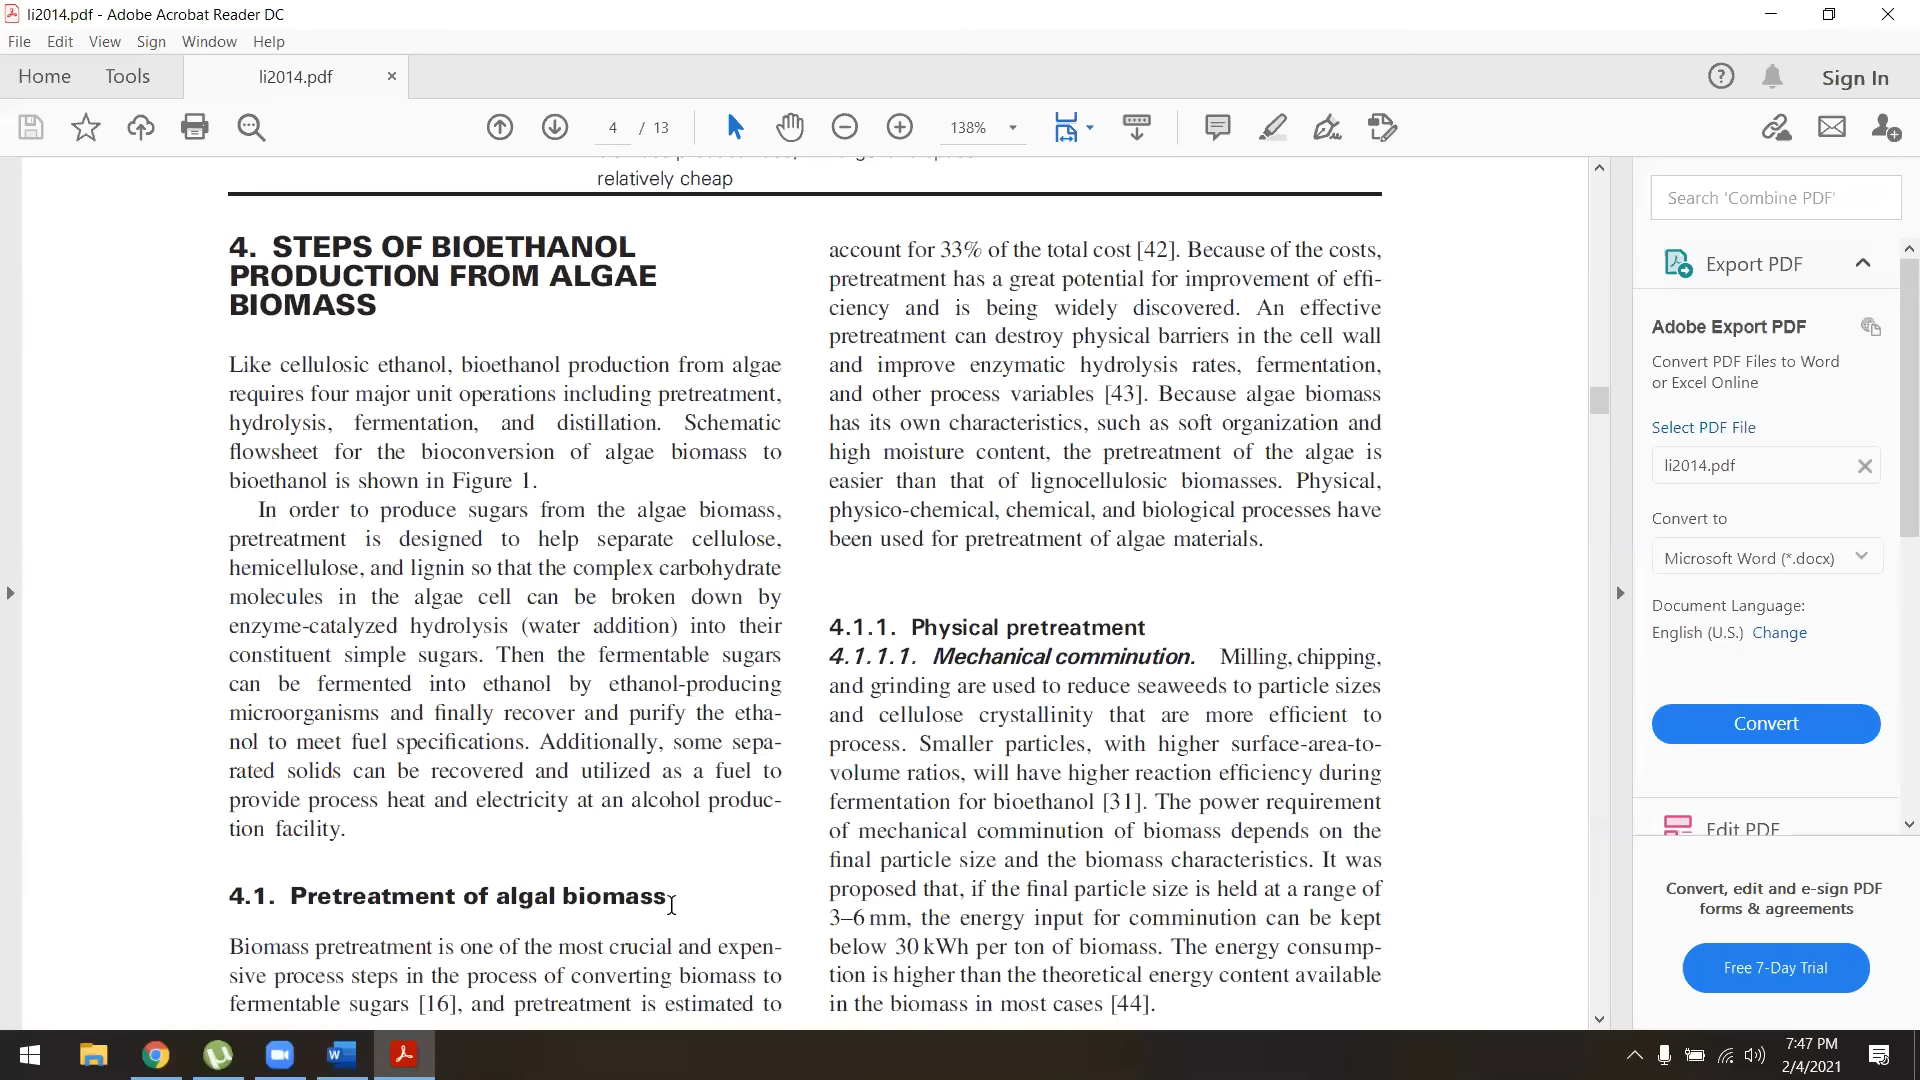 li2014.pdf - Adobe Acrobat Reader DC
File Edit View Sign Window Help
Home Tools li2014.pdf × Sign In
4 / 13 138%
relatively cheap
4. STEPS OF BIOETHANOL
PRODUCTION FROM ALGAE
BIOMASS
Like cellulosic ethanol, bioethanol production from algae
requires four major unit operations including pretreatment,
hydrolysis, fermentation, and distillation. Schematic
flowsheet for the bioconversion of algae biomass to
bioethanol is shown in Figure 1.
In order to produce sugars from the algae biomass,
pretreatment is designed to help separate cellulose,
hemicellulose, and lignin so that the complex carbohydrate
molecules in the algae cell can be broken down by
enzyme-catalyzed hydrolysis (water addition) into their
constituent simple sugars. Then the fermentable sugars
can be fermented into ethanol by ethanol-producing
microorganisms and finally recover and purify the etha-
nol to meet fuel specifications. Additionally, some sepa-
rated solids can be recovered and utilized as a fuel to
provide process heat and electricity at an alcohol produc-
tion facility.
4.1. Pretreatment of algal biomass
Biomass pretreatment is one of the most crucial and expen-
sive process steps in the process of converting biomass to
fermentable sugars [16], and pretreatment is estimated to
account for 33% of the total cost [42]. Because of the costs,
pretreatment has a great potential for improvement of effi-
ciency and is being widely discovered. An effective
pretreatment can destroy physical barriers in the cell wall
and improve enzymatic hydrolysis rates, fermentation,
and other process variables [43]. Because algae biomass
has its own characteristics, such as soft organization and
high moisture content, the pretreatment of the algae is
easier than that of lignocellulosic biomasses. Physical,
physico-chemical, chemical, and biological processes have
been used for pretreatment of algae materials.
4.1.1. Physical pretreatment
4.1.1.1. Mechanical comminution. Milling, chipping,
and grinding are used to reduce seaweeds to particle sizes
and cellulose crystallinity that are more efficient to
process. Smaller particles, with higher surface-area-to-
volume ratios, will have higher reaction efficiency during
fermentation for bioethanol [31]. The power requirement
of mechanical comminution of biomass depends on the
final particle size and the biomass characteristics. It was
proposed that, if the final particle size is held at a range of
3–6 mm, the energy input for comminution can be kept
below 30 kWh per ton of biomass. The energy consump-
tion is higher than the theoretical energy content available
in the biomass in most cases [44].
Search 'Combine PDF'
Export PDF
Adobe Export PDF
Convert PDF Files to Word
or Excel Online
Select PDF File
li2014.pdf
Convert to
Microsoft Word (*.docx)
Document Language:
English (U.S.) Change
Convert
Edit PDF
Convert, edit and e-sign PDF
forms & agreements
Free 7-Day Trial
7:47 PM
2/4/2021